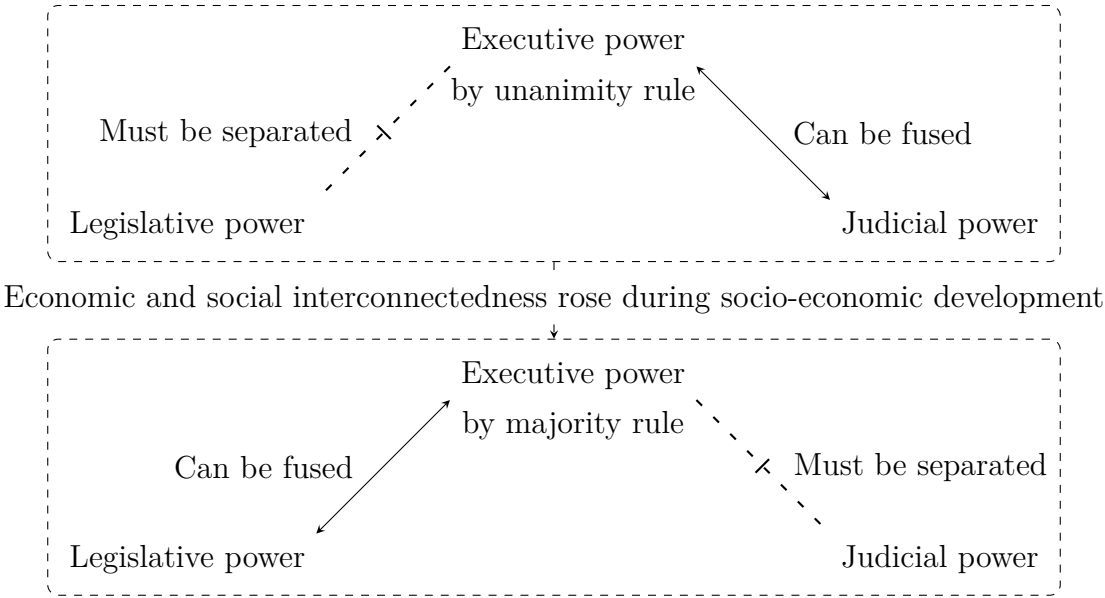 Executive power
by unanimity rule
Must be separated
Can be fused
Legislative power
Judicial power
Economic and social interconnectedness rose during socio-economic development
Executive power
by majority rule
Can be fused
Must be separated
Legislative power
Judicial power